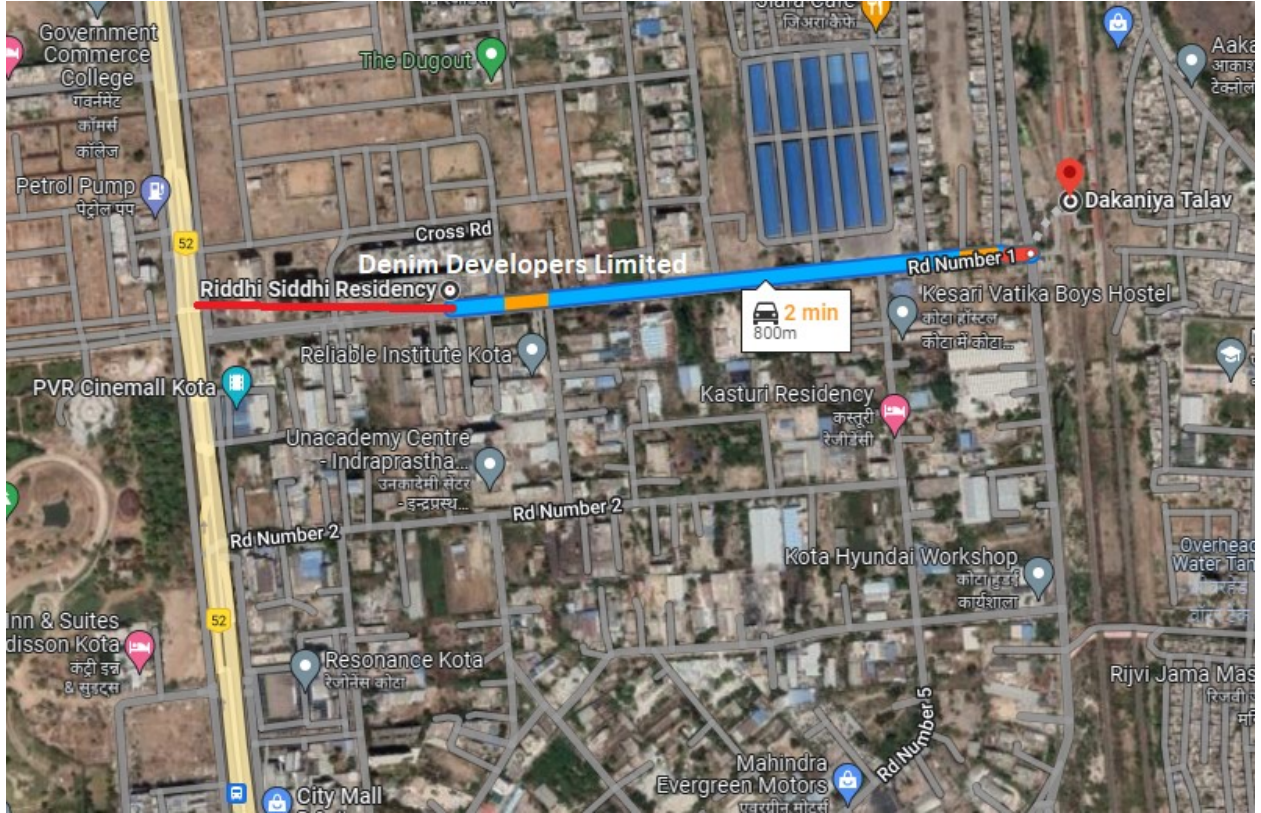 Government
Commerce
College
गवर्नमेंट
कॉमर्स
कॉलेज
The Dugout
जिअरा कैफे
Petrol Pump
पेट्रोल पंप
52
Cross Rd
Denim Developers Limited
Riddhi Siddhi Residency
Dakaniya Talav
Rd Number 1
2 min
800m
Kesari Vatika Boys Hostel
कोटा हॉस्टल
कोटा में कोटा...
Reliable Institute Kota
PVR Cinemall Kota
Kasturi Residency
कस्तूरी
रेजीडेंसी
Unacademy Centre
- Indraprastha...
उनकादेमी सेंटर
- इन्द्रप्रस्थ...
Rd Number 2
Rd Number 2
Kota Hyundai Workshop
कोटा हुंडई
कार्यशाला
Overhead
Water Tan
52
Inn & Suites
disson Kota
कंट्री इन्न
& सुइट्स
Resonance Kota
रेजोनेंस कोटा
Rijvi Jama Mas
रिजवी
Rd Number 5
Mahindra
Evergreen Motors
एवरग्रीन मोटर्स
City Mall